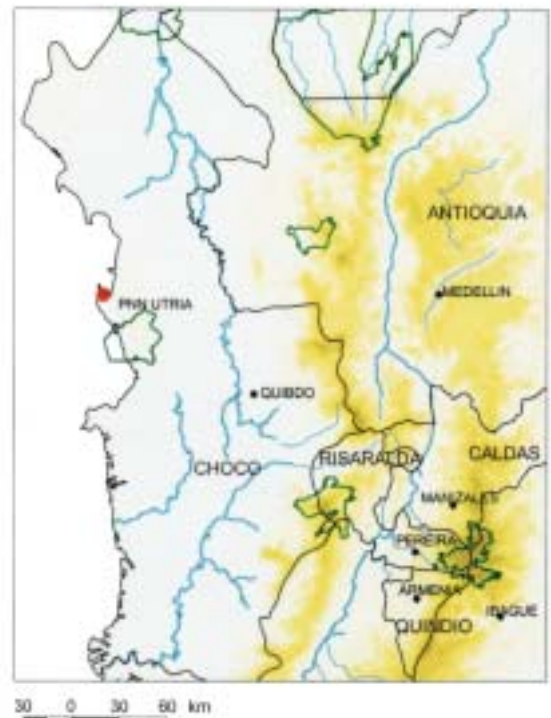 ANTIOQUIA
MEDELLIN
PNN UTRIA
QUIBDO
CHOCO
RISARALDA
CALDAS
MANIZALES
PEREIRA
ARMENIA
IBAGUE
QUINDIO
30 0 30 60 km